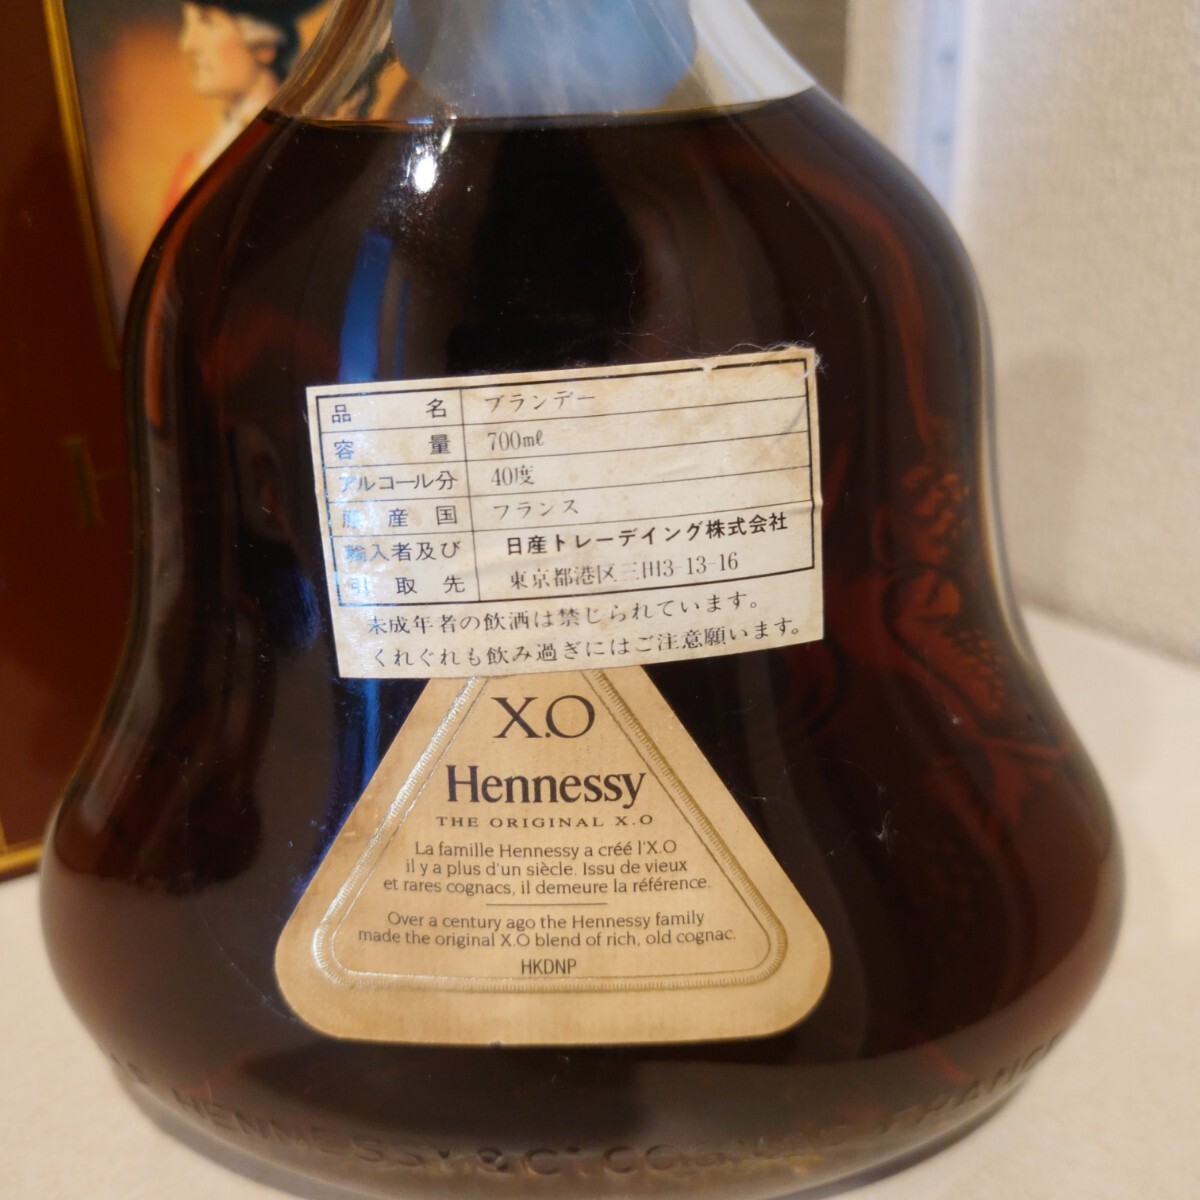 品名 ブランデー
容量 700mℓ
アルコール分 40度
原産国 フランス
輸入者及び 日産トレーデイング株式会社
引取先 東京都港区三田3-13-16
未成年者の飲酒は禁じられています。
くれぐれも飲み過ぎにはご注意願います。
X.O
Hennessy
THE ORIGINAL X.O
La famille Hennessy a créé l'X.O
il y a plus d'un siècle. Issu de vieux
et rares cognacs, il demeure la référence.
Over a century ago the Hennessy family
made the original X.O blend of rich, old cognac.
HKDNP
HENNESSY & Cº COGNAC FRANCE